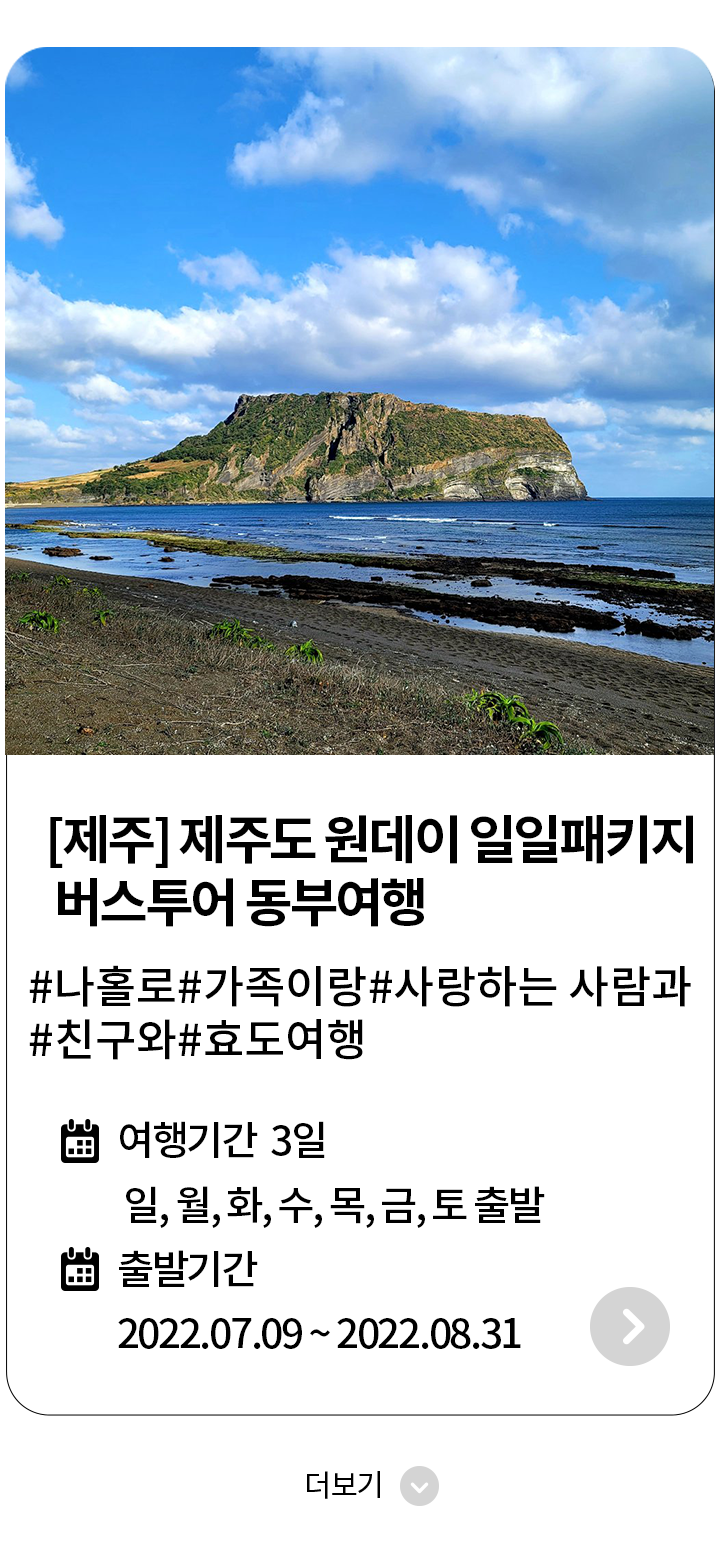 [제주] 제주도 원데이 일일패키지
버스투어 동부여행
#나홀로#가족이랑#사랑하는 사람과
#친구와#효도여행
여행기간 3일
일, 월, 화, 수, 목, 금, 토 출발
출발기간
2022.07.09 ~ 2022.08.31
더보기